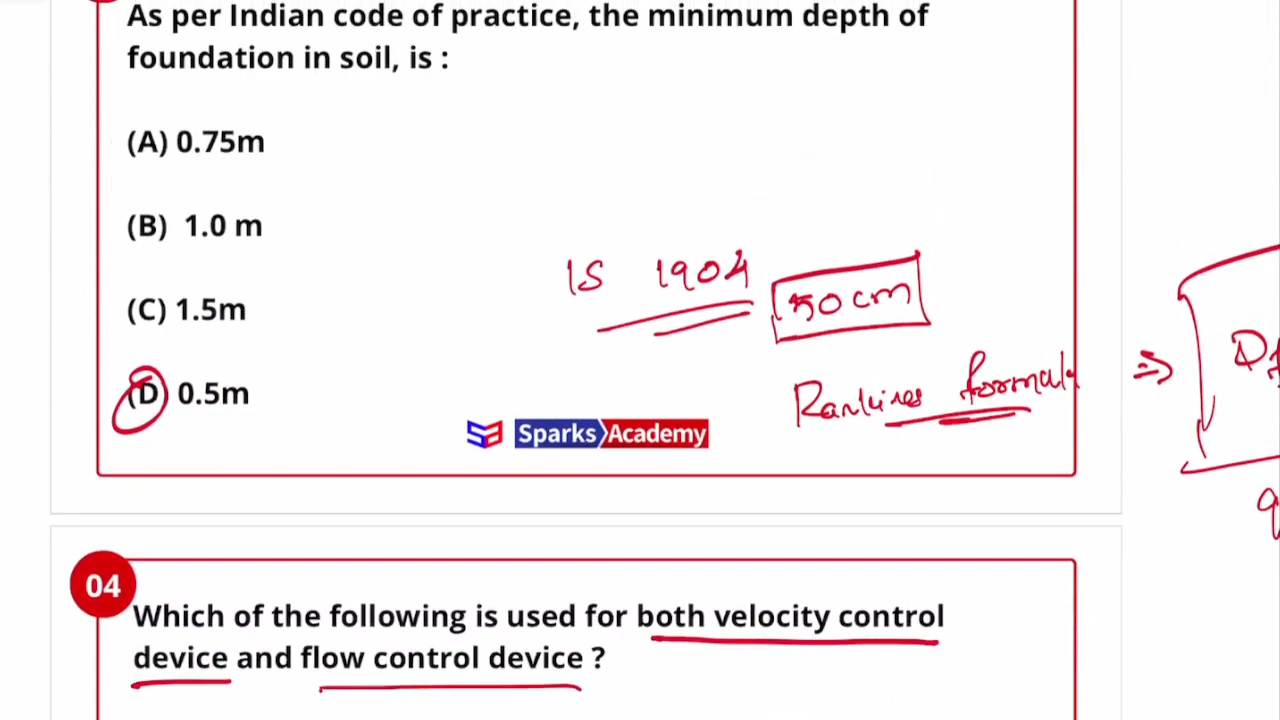 As per Indian code of practice, the minimum depth of
foundation in soil, is :
(A) 0.75m
(B) 1.0 m
(C) 1.5m
(D) 0.5m
IS 1904
50 cm
Rankines formula
⇒
Df
q
Sparks Academy
04
Which of the following is used for both velocity control
device and flow control device ?